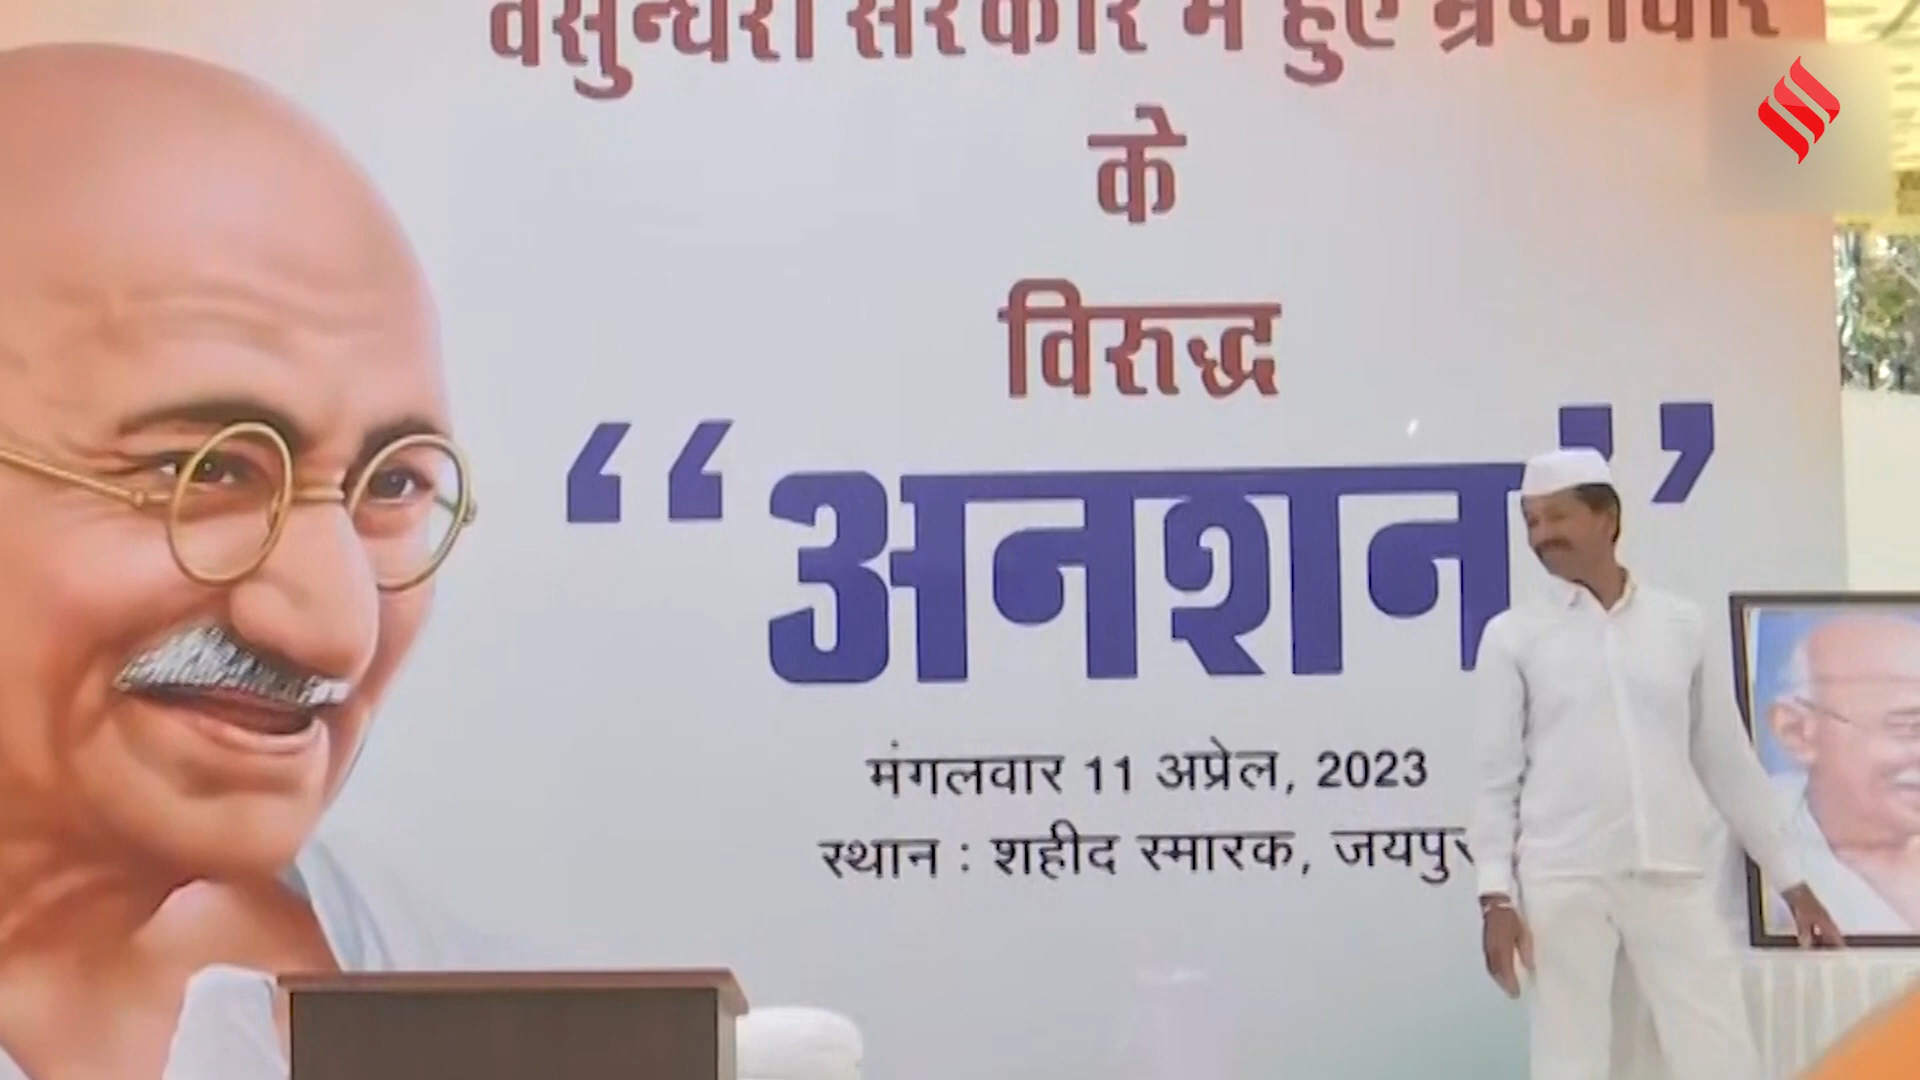 वसुन्धरा सरकार में हुए भ्रष्टाचार
के
विरुद्ध
“अनशन”
मंगलवार 11 अप्रेल, 2023
स्थान : शहीद स्मारक, जयपुर